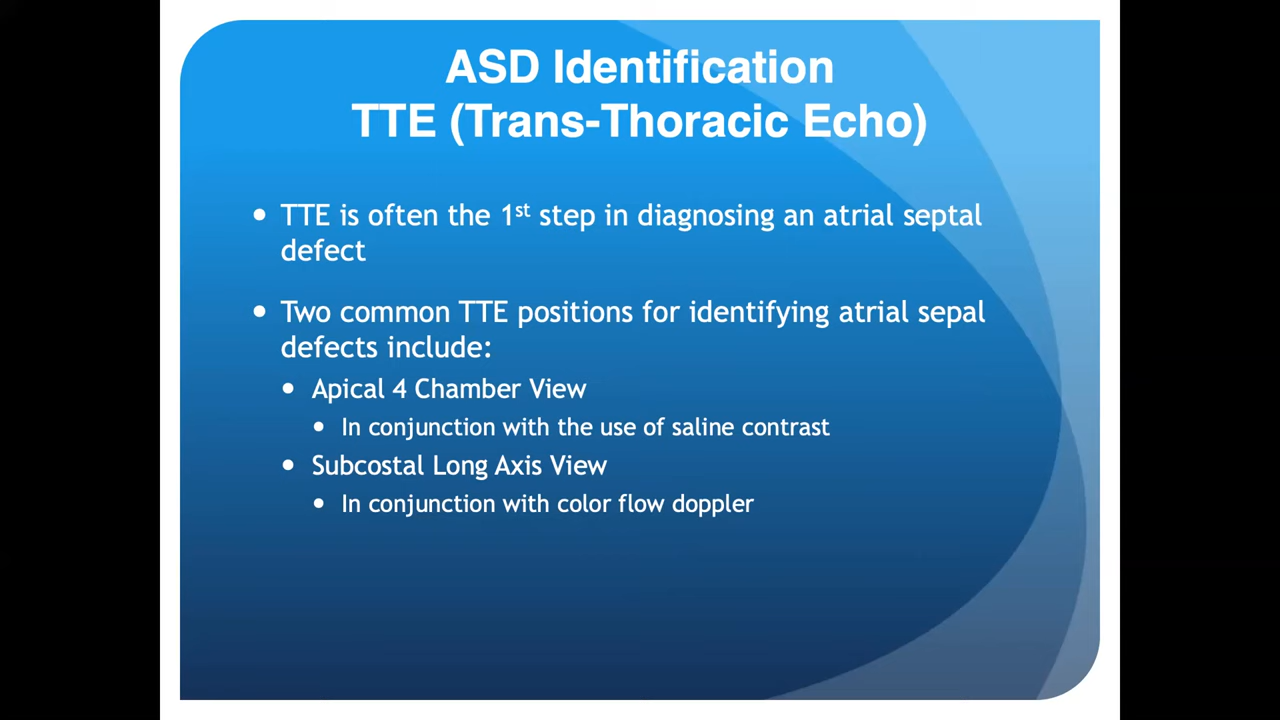 ASD Identification
TTE (Trans-Thoracic Echo)
• TTE is often the 1st step in diagnosing an atrial septal
defect
• Two common TTE positions for identifying atrial sepal
defects include:
• Apical 4 Chamber View
• In conjunction with the use of saline contrast
• Subcostal Long Axis View
• In conjunction with color flow doppler